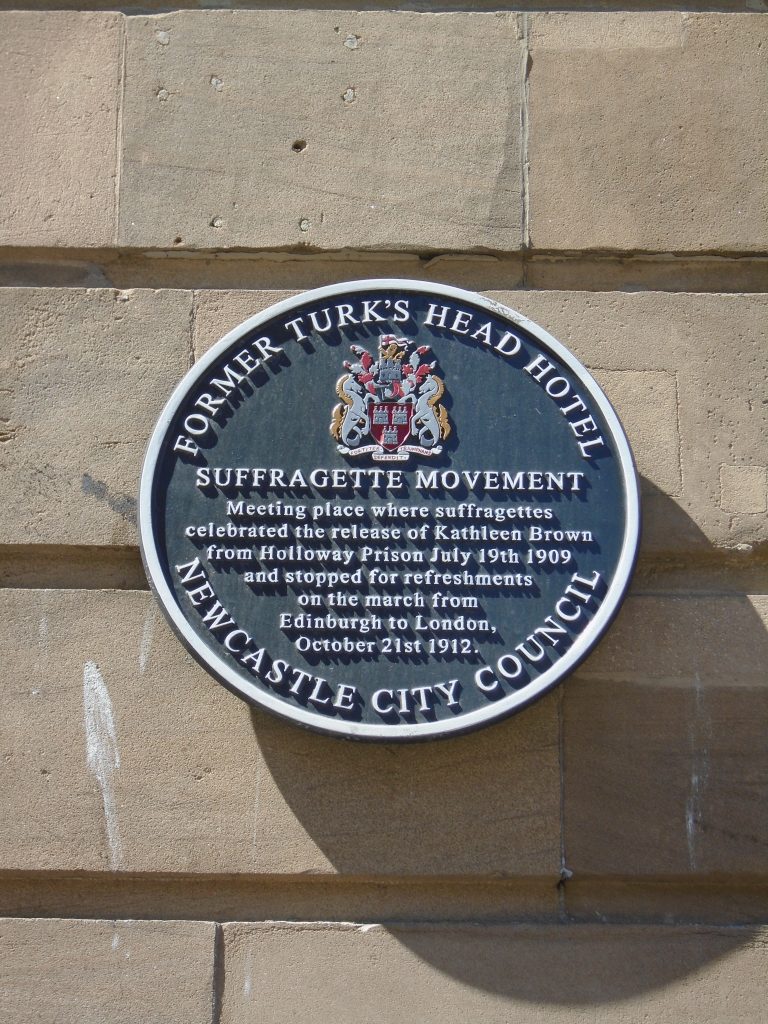 FORMER TURK'S HEAD HOTEL
SUFFRAGETTE MOVEMENT
Meeting place where suffragettes
celebrated the release of Kathleen Brown
from Holloway Prison July 19th 1909
and stopped for refreshments
on the march from
Edinburgh to London,
October 21st 1912.
NEWCASTLE CITY COUNCIL